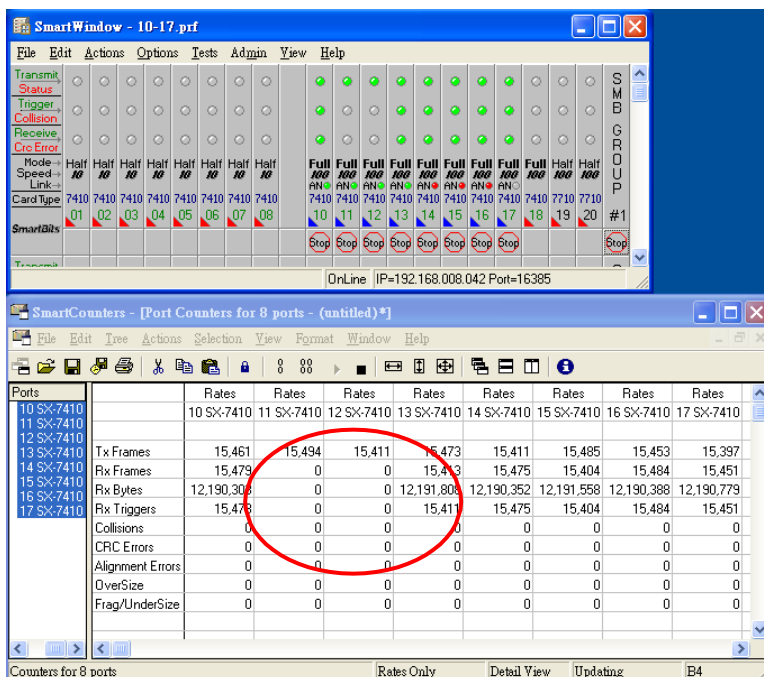 SmartWindow - 10-17.prf
File Edit Actions Options Tests Admin View Help
Transmit
Status
Trigger
Collision
Receive
Crc Error
Mode→ Half Half Half Half Half Half Half Half Full Full Full Full Full Full Full Full Full Half Half
Speed→ 10 10 10 10 10 10 10 10 100 100 100 100 100 100 100 100 100 100 100
Link→ AN AN AN AN AN AN AN AN
Card Type 7410 7410 7410 7410 7410 7410 7410 7410 7410 7410 7410 7410 7410 7410 7410 7410 7410 7710 7710
SmartBits 01 02 03 04 05 06 07 08 10 11 12 13 14 15 16 17 18 19 20 #1
Stop Stop Stop Stop Stop Stop Stop Stop Stop
SMB GROUP
Transmit
OnLine IP=192.168.008.042 Port=16385
SmartCounters - [Port Counters for 8 ports - (untitled)*]
File Edit Tree Actions Selection View Format Window Help
Ports
10 SX-7410
11 SX-7410
12 SX-7410
13 SX-7410
14 SX-7410
15 SX-7410
16 SX-7410
17 SX-7410
Rates Rates Rates Rates Rates Rates Rates Rates
10 SX-7410 11 SX-7410 12 SX-7410 13 SX-7410 14 SX-7410 15 SX-7410 16 SX-7410 17 SX-7410
Tx Frames 15,461 15,494 15,411 15,473 15,411 15,485 15,453 15,397
Rx Frames 15,479 0 0 15,413 15,475 15,404 15,484 15,451
Rx Bytes 0 0 12,191,808 12,190,352 12,191,558 12,190,388 12,190,779
Rx Triggers 15,478 0 0 15,411 15,475 15,404 15,484 15,451
Collisions 0 0 0 0 0 0 0 0
CRC Errors 0 0 0 0 0 0 0 0
Alignment Errors 0 0 0 0 0 0 0 0
OverSize 0 0 0 0 0 0 0 0
Frag/UnderSize 0 0 0 0 0 0 0 0
Counters for 8 ports Rates Only Detail View Updating B4